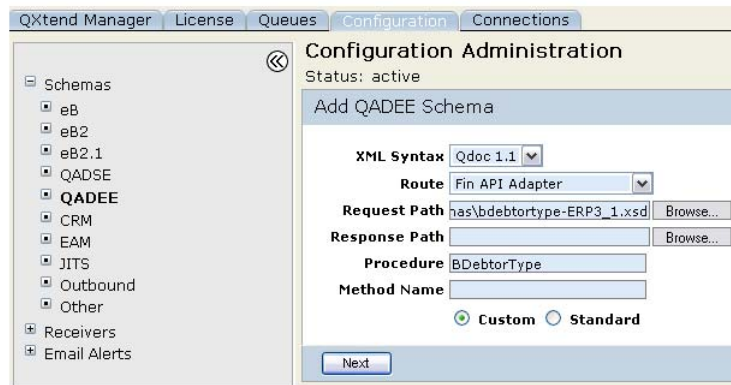 QXtend Manager License Queues Configuration Connections
Schemas
eB
eB2
eB2.1
QADSE
QADEE
CRM
EAM
JITS
Outbound
Other
Receivers
Email Alerts
Configuration Administration
Status: active
Add QADEE Schema
XML Syntax Qdoc 1.1
Route Fin API Adapter
Request Path nas\bdebtortype-ERP3_1.xsd Browse...
Response Path Browse...
Procedure BDebtorType
Method Name
Custom Standard
Next